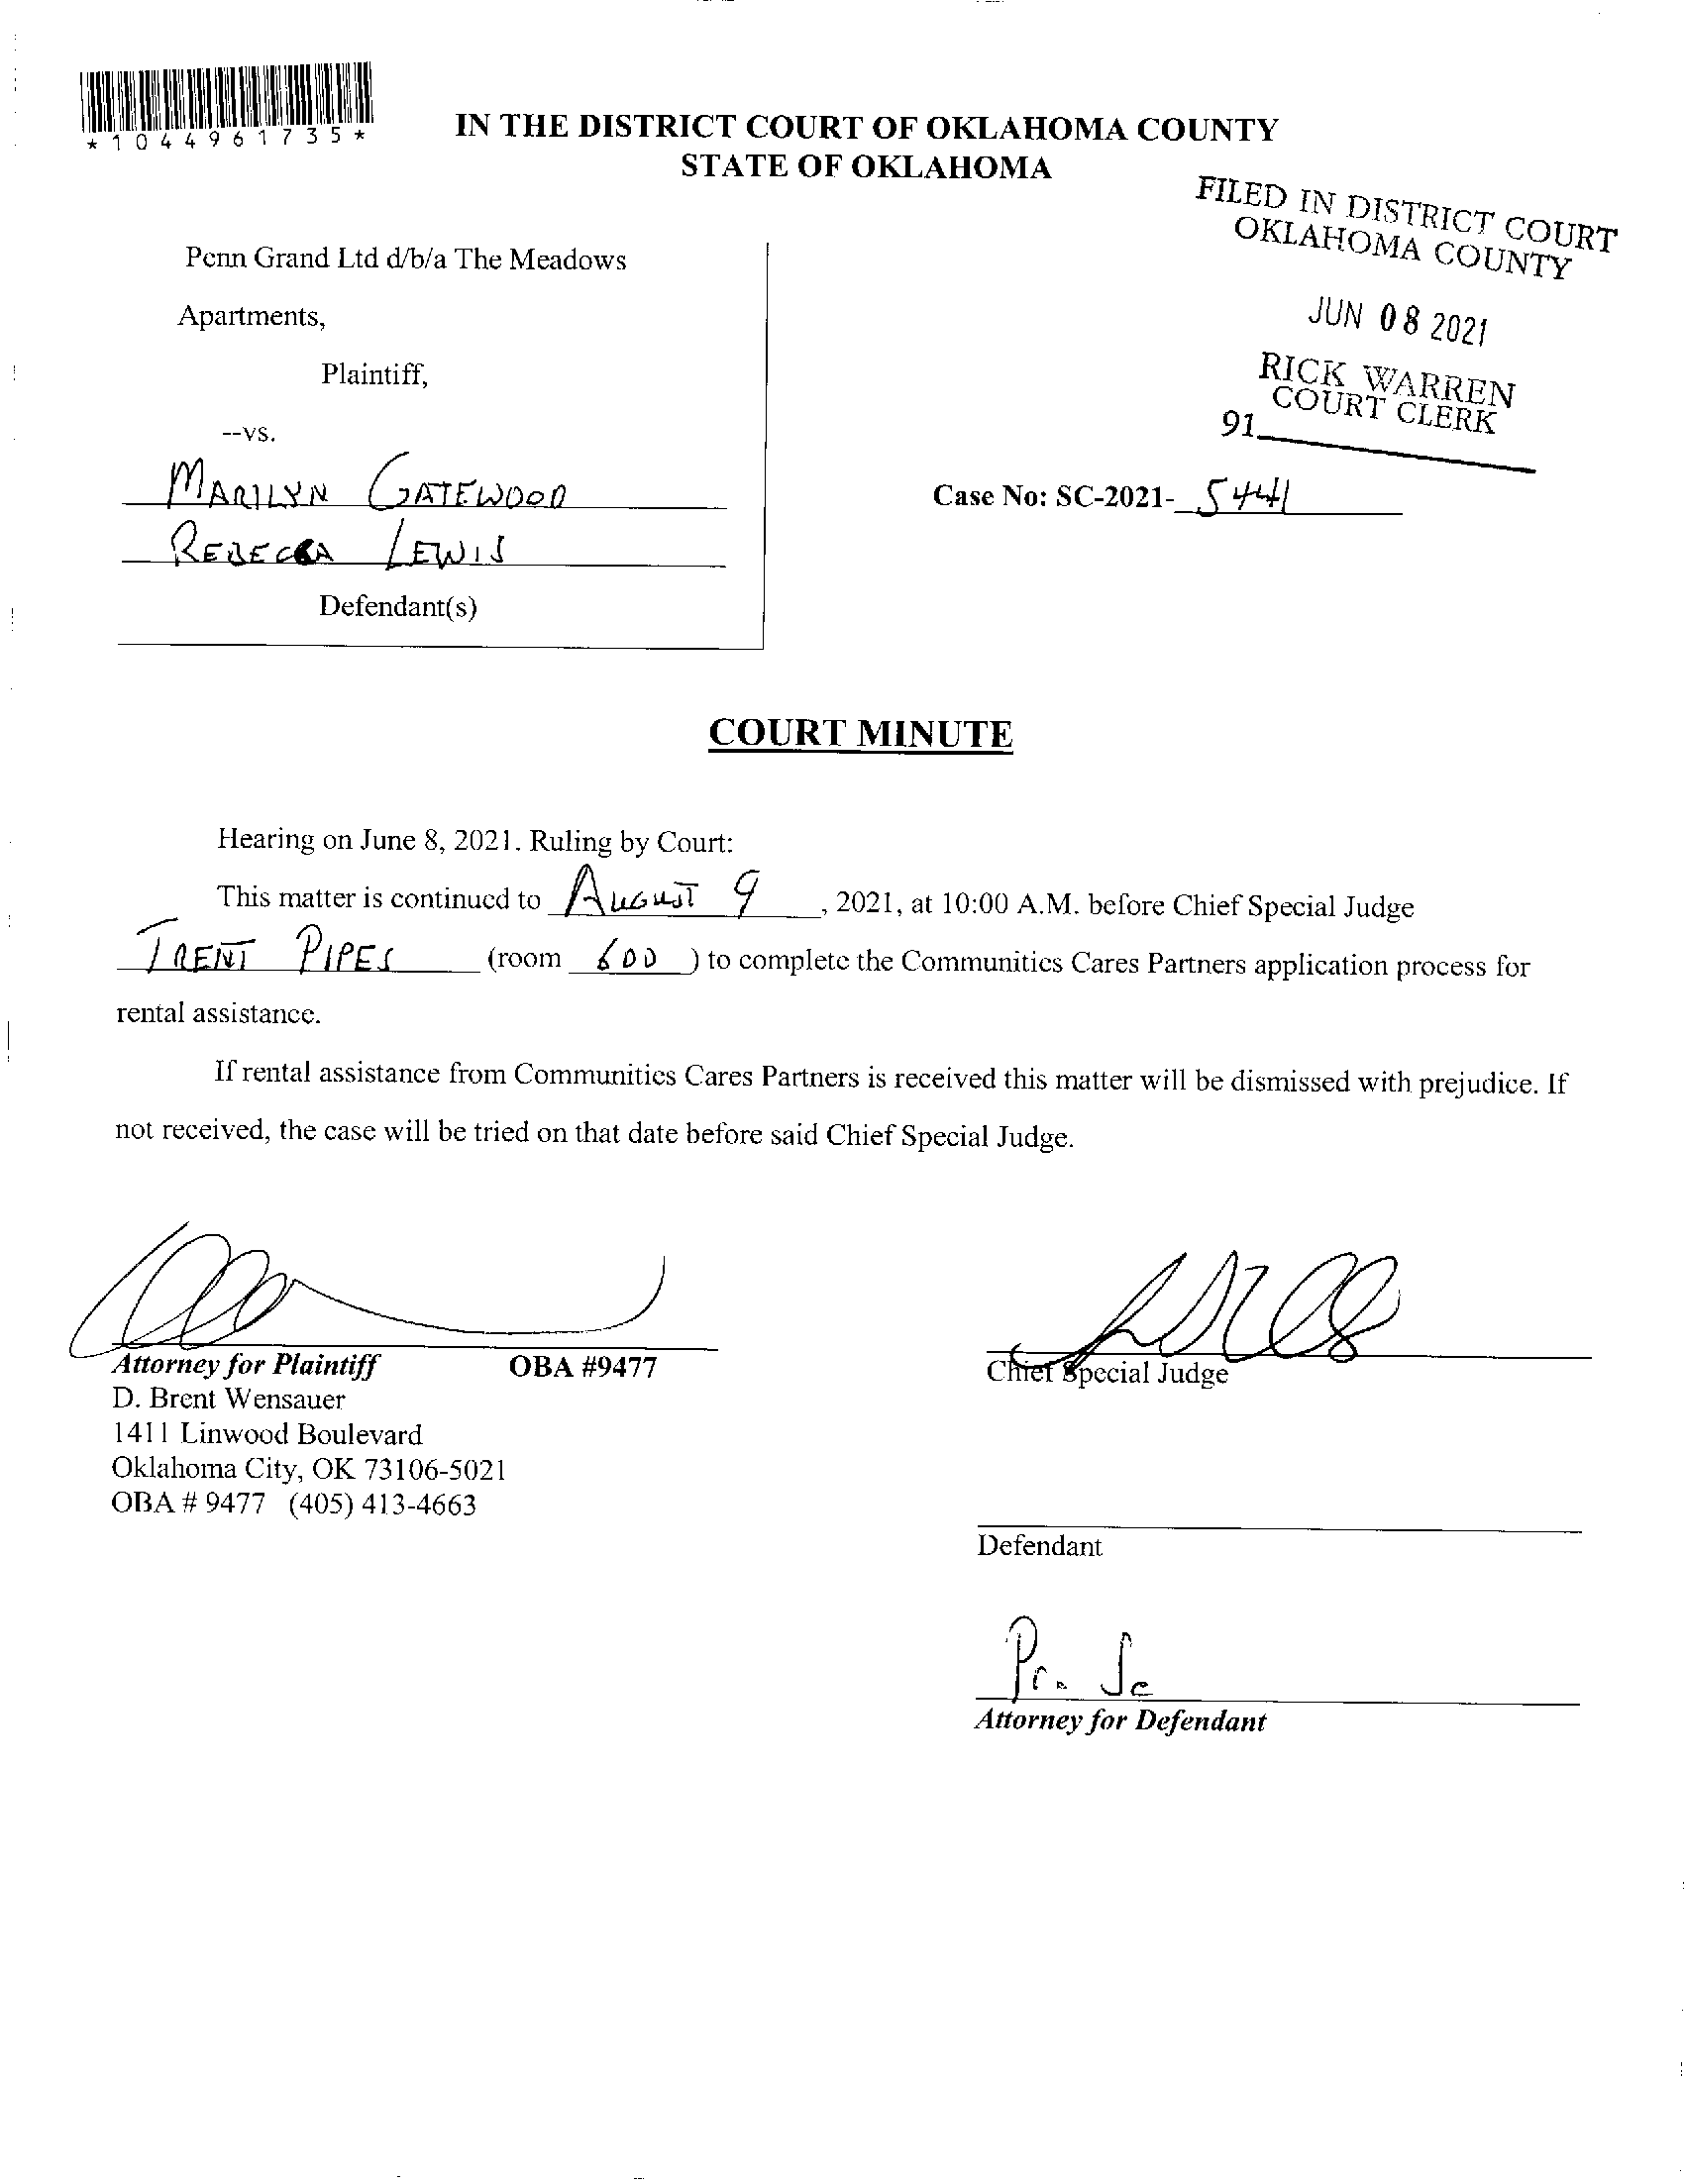 *1044961735*
IN THE DISTRICT COURT OF OKLAHOMA COUNTY
STATE OF OKLAHOMA
FILED IN DISTRICT COURT
OKLAHOMA COUNTY
JUN 08 2021
RICK WARREN
COURT CLERK
91
Penn Grand Ltd d/b/a The Meadows
Apartments,
Plaintiff,
--vs.
MARILYN GATEWOOD
REBECCA LEWIS
Defendant(s)
Case No: SC-2021- 5441
COURT MINUTE
Hearing on June 8, 2021. Ruling by Court:
This matter is continued to AUGUST 9, 2021, at 10:00 A.M. before Chief Special Judge
TRENT PIPES (room 600) to complete the Communities Cares Partners application process for
rental assistance.
If rental assistance from Communities Cares Partners is received this matter will be dismissed with prejudice. If
not received, the case will be tried on that date before said Chief Special Judge.
Attorney for Plaintiff OBA #9477
D. Brent Wensauer
1411 Linwood Boulevard
Oklahoma City, OK 73106-5021
OBA # 9477 (405) 413-4663
Chief Special Judge
Defendant
Pro Se
Attorney for Defendant